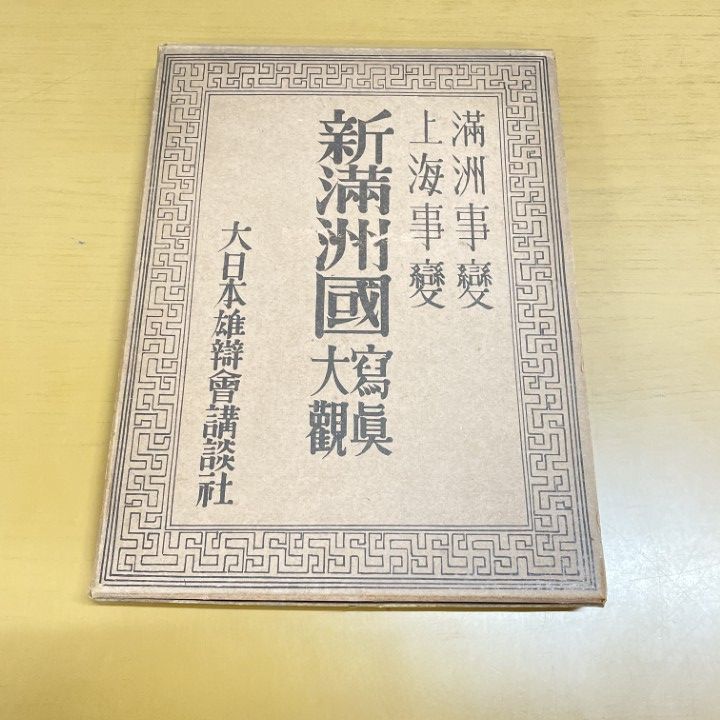 滿洲事變
上海事變
新滿洲國
寫眞
大觀
大日本雄辯會講談社